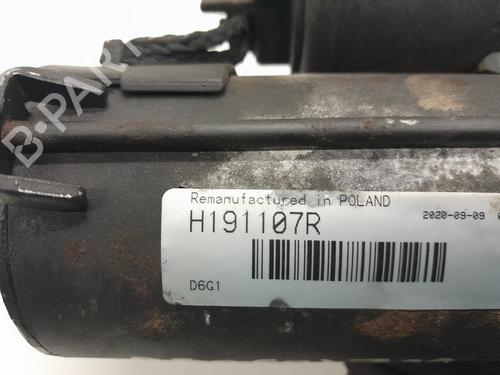 B-PARTS
Remanufactured in POLAND
H191107R
2020-09-09
D6G1